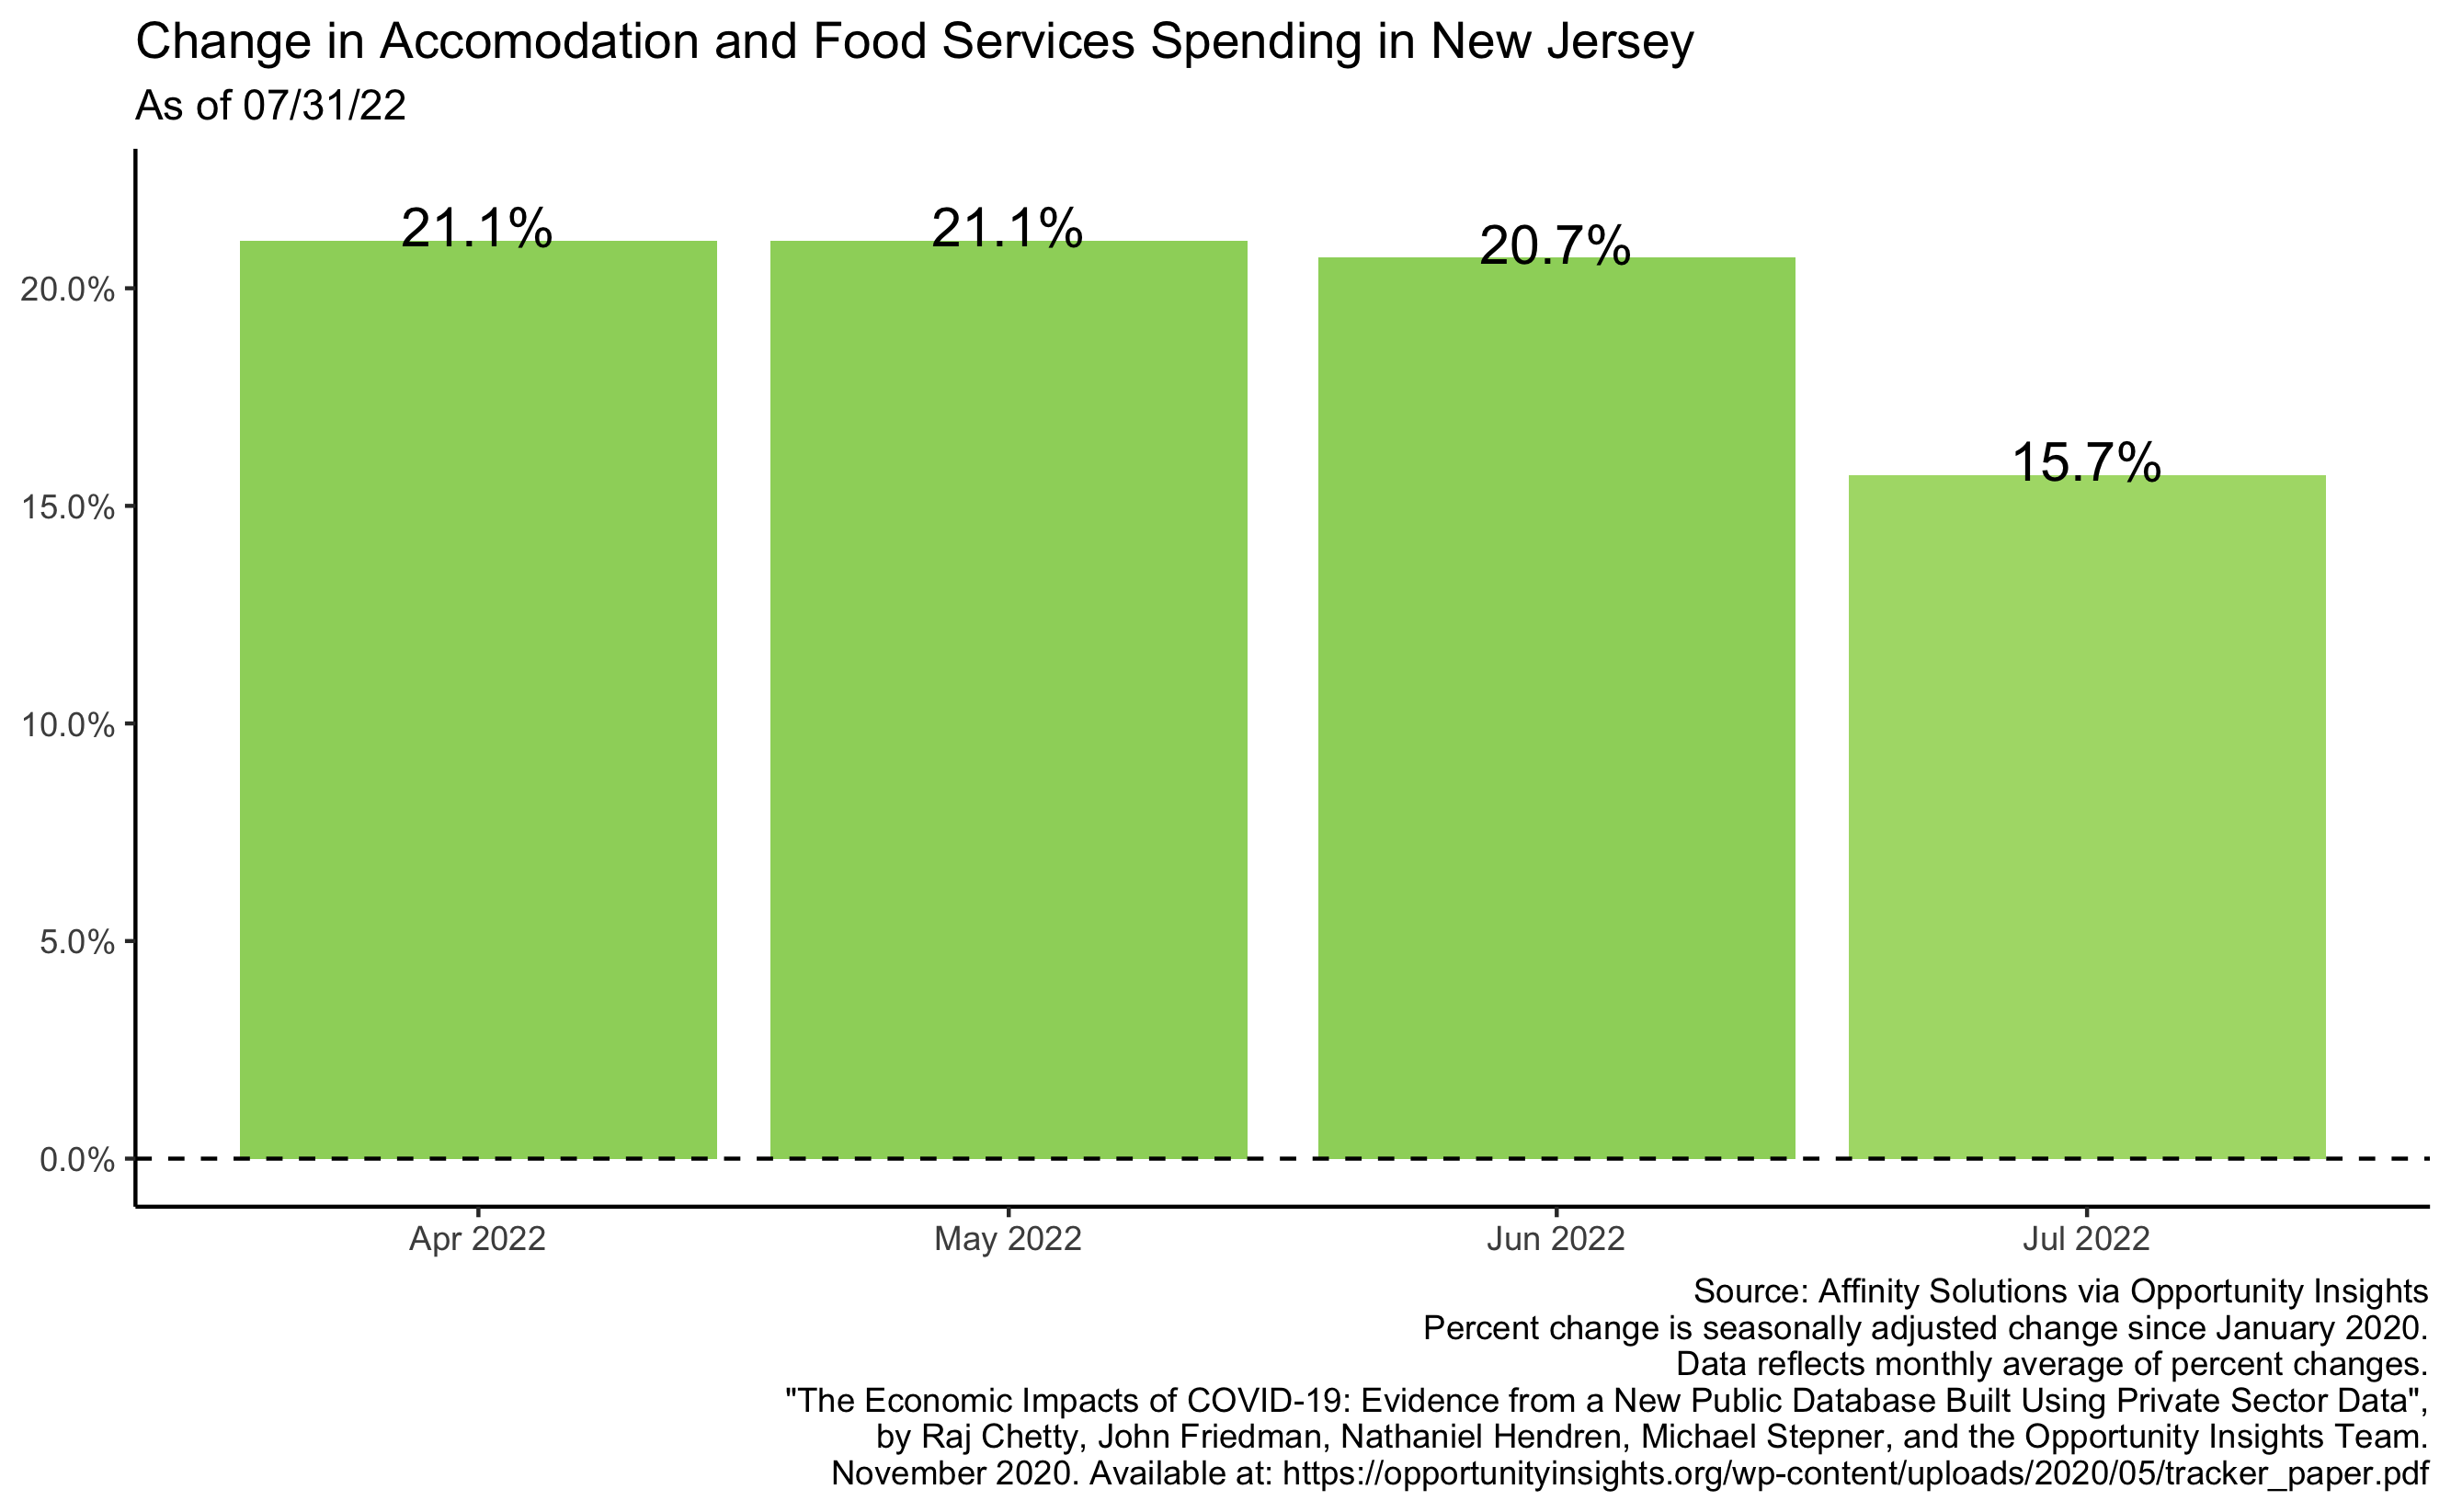 Change in Accomodation and Food Services Spending in New Jersey
As of 07/31/22
21.1%
21.1%
20.7%
15.7%
20.0%
15.0%
10.0%
5.0%
0.0%
Apr 2022
May 2022
Jun 2022
Jul 2022
Source: Affinity Solutions via Opportunity Insights
Percent change is seasonally adjusted change since January 2020.
Data reflects monthly average of percent changes.
"The Economic Impacts of COVID-19: Evidence from a New Public Database Built Using Private Sector Data",
by Raj Chetty, John Friedman, Nathaniel Hendren, Michael Stepner, and the Opportunity Insights Team.
November 2020. Available at: https://opportunityinsights.org/wp-content/uploads/2020/05/tracker_paper.pdf